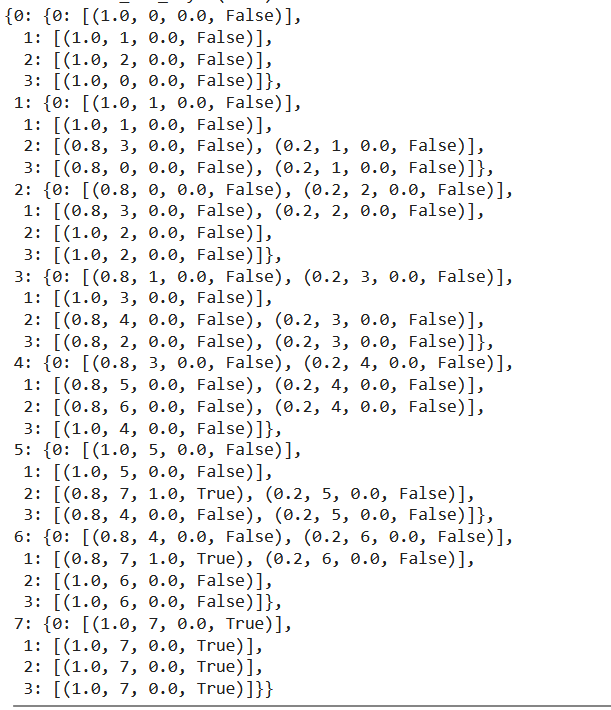 {0: {0: [(1.0, 0, 0.0, False)],
1: [(1.0, 1, 0.0, False)],
2: [(1.0, 2, 0.0, False)],
3: [(1.0, 0, 0.0, False)]},
1: {0: [(1.0, 1, 0.0, False)],
1: [(1.0, 1, 0.0, False)],
2: [(0.8, 3, 0.0, False), (0.2, 1, 0.0, False)],
3: [(0.8, 0, 0.0, False), (0.2, 1, 0.0, False)]},
2: {0: [(0.8, 0, 0.0, False), (0.2, 2, 0.0, False)],
1: [(0.8, 3, 0.0, False), (0.2, 2, 0.0, False)],
2: [(1.0, 2, 0.0, False)],
3: [(1.0, 2, 0.0, False)]},
3: {0: [(0.8, 1, 0.0, False), (0.2, 3, 0.0, False)],
1: [(1.0, 3, 0.0, False)],
2: [(0.8, 4, 0.0, False), (0.2, 3, 0.0, False)],
3: [(0.8, 2, 0.0, False), (0.2, 3, 0.0, False)]},
4: {0: [(0.8, 3, 0.0, False), (0.2, 4, 0.0, False)],
1: [(0.8, 5, 0.0, False), (0.2, 4, 0.0, False)],
2: [(0.8, 6, 0.0, False), (0.2, 4, 0.0, False)],
3: [(1.0, 4, 0.0, False)]},
5: {0: [(1.0, 5, 0.0, False)],
1: [(1.0, 5, 0.0, False)],
2: [(0.8, 7, 1.0, True), (0.2, 5, 0.0, False)],
3: [(0.8, 4, 0.0, False), (0.2, 5, 0.0, False)]},
6: {0: [(0.8, 4, 0.0, False), (0.2, 6, 0.0, False)],
1: [(0.8, 7, 1.0, True), (0.2, 6, 0.0, False)],
2: [(1.0, 6, 0.0, False)],
3: [(1.0, 6, 0.0, False)]},
7: {0: [(1.0, 7, 0.0, True)],
1: [(1.0, 7, 0.0, True)],
2: [(1.0, 7, 0.0, True)],
3: [(1.0, 7, 0.0, True)]}}